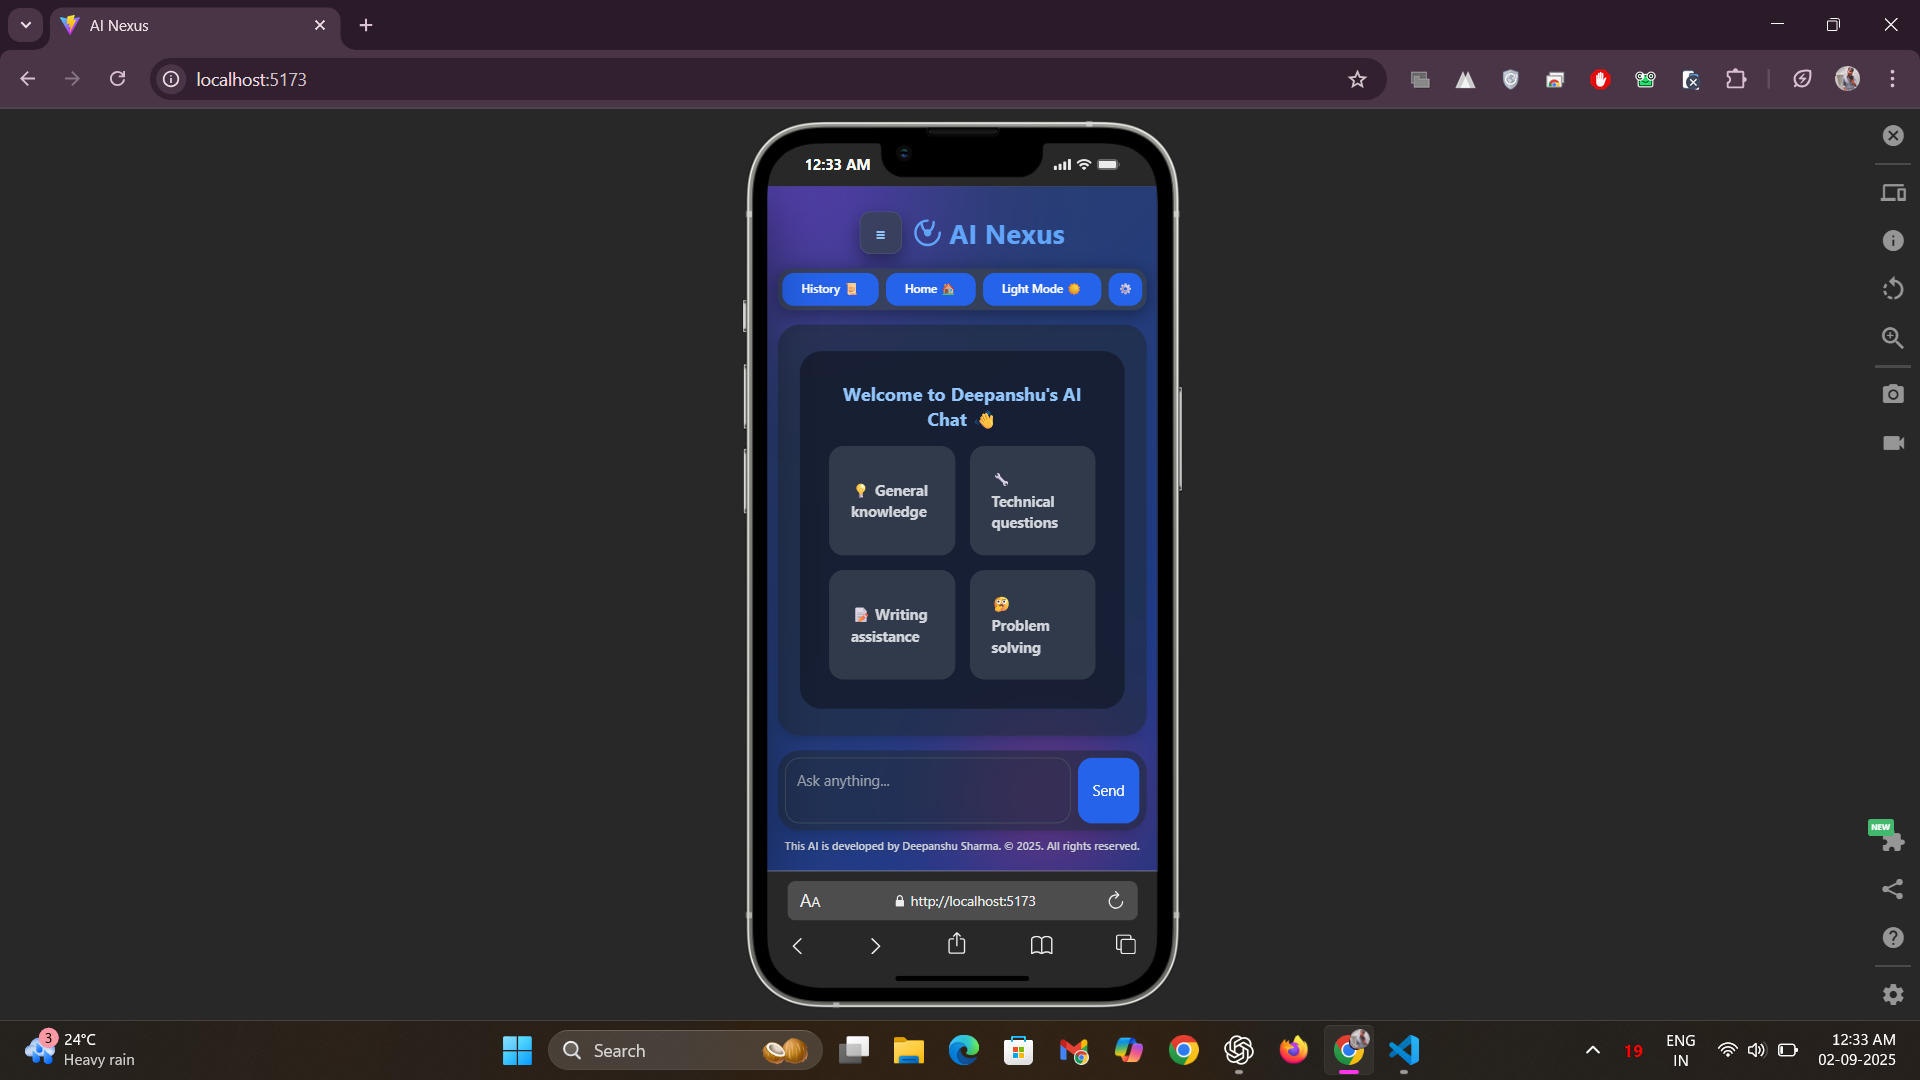 AI Nexus
localhost:5173
12:33 AM
AI Nexus
History
Home
Light Mode
Welcome to Deepanshu's AI
Chat 👋
💡 General
knowledge
🔧
Technical
questions
📝 Writing
assistance
🤔
Problem
solving
Ask anything...
Send
This AI is developed by Deepanshu Sharma. © 2025. All rights reserved.
AA
http://localhost:5173
NEW
3
24°C
Heavy rain
Search
19
ENG
IN
12:33 AM
02-09-2025